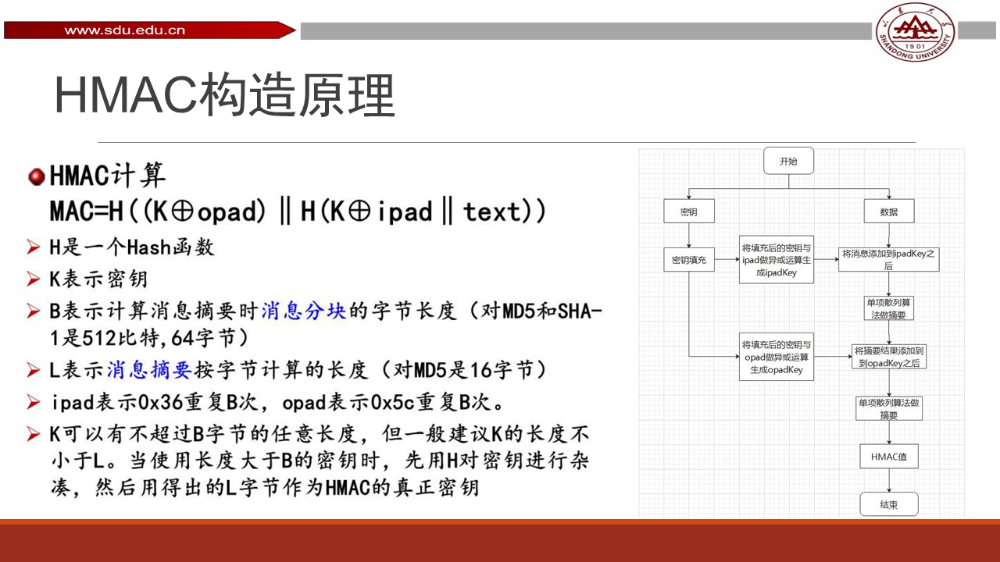 www.sdu.edu.cn
山东大学
SHANDONG UNIVERSITY
1901
HMAC构造原理
HMAC计算
MAC=H((K⊕opad)‖H(K⊕ipad‖text))
H是一个Hash函数
K表示密钥
B表示计算消息摘要时消息分块的字节长度（对MD5和SHA-
1是512比特,64字节）
L表示消息摘要按字节计算的长度（对MD5是16字节）
ipad表示0x36重复B次，opad表示0x5c重复B次。
K可以有不超过B字节的任意长度，但一般建议K的长度不
小于L。当使用长度大于B的密钥时，先用H对密钥进行杂
凑，然后用得出的L字节作为HMAC的真正密钥
开始
密钥
数据
密钥填充
将填充后的密钥与
ipad做异或运算生
成ipadKey
将消息添加到ipadKey之
后
单项散列算
法做摘要
将填充后的密钥与
opad做异或运算
生成opadKey
将摘要结果添加到
到opadKey之后
单项散列算法做
摘要
HMAC值
结束